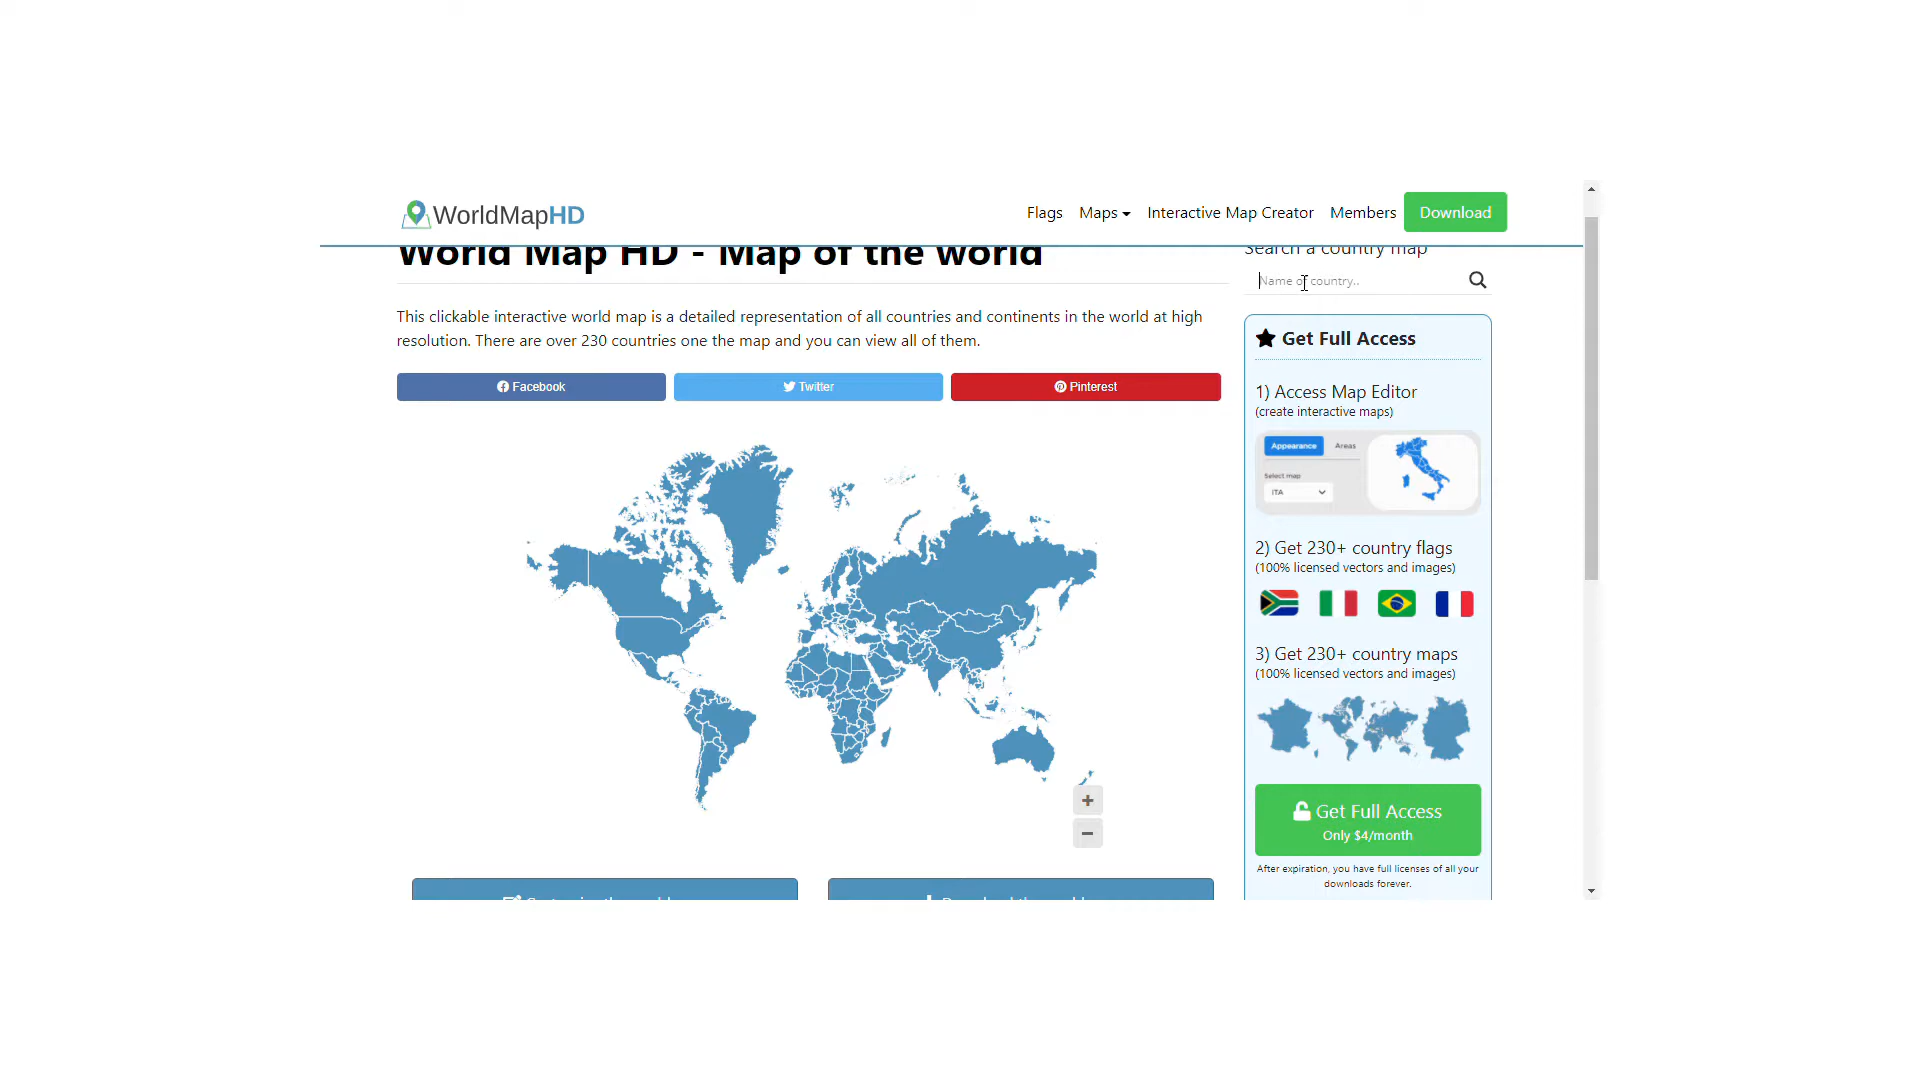 WorldMapHD
Flags Maps Interactive Map Creator Members Download
World Map HD - Map of the world
Search a country map
Name of country..
This clickable interactive world map is a detailed representation of all countries and continents in the world at high
resolution. There are over 230 countries one the map and you can view all of them.
Facebook Twitter Pinterest
Get Full Access
1) Access Map Editor
(create interactive maps)
Appearance Areas
Select map
ITA
2) Get 230+ country flags
(100% licensed vectors and images)
3) Get 230+ country maps
(100% licensed vectors and images)
+
−
Get Full Access
Only $4/month
After expiration, you have full licenses of all your
downloads forever.